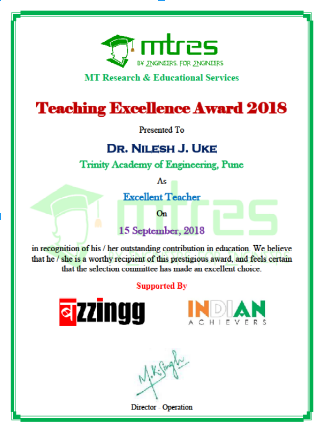 mtres
BY ENGINEERS FOR ENGINEERS
MT Research & Educational Services
Teaching Excellence Award 2018
Presented To
DR. NILESH J. UKE
Trinity Academy of Engineering, Pune
As
Excellent Teacher
On
15 September, 2018
in recognition of his / her outstanding contribution in education. We believe
that he / she is a worthy recipient of this prestigious award, and feels certain
that the selection committee has made an excellent choice.
Supported By
बzzingg
INDIAN
ACHIEVERS
M.K.Singh
Director Operation